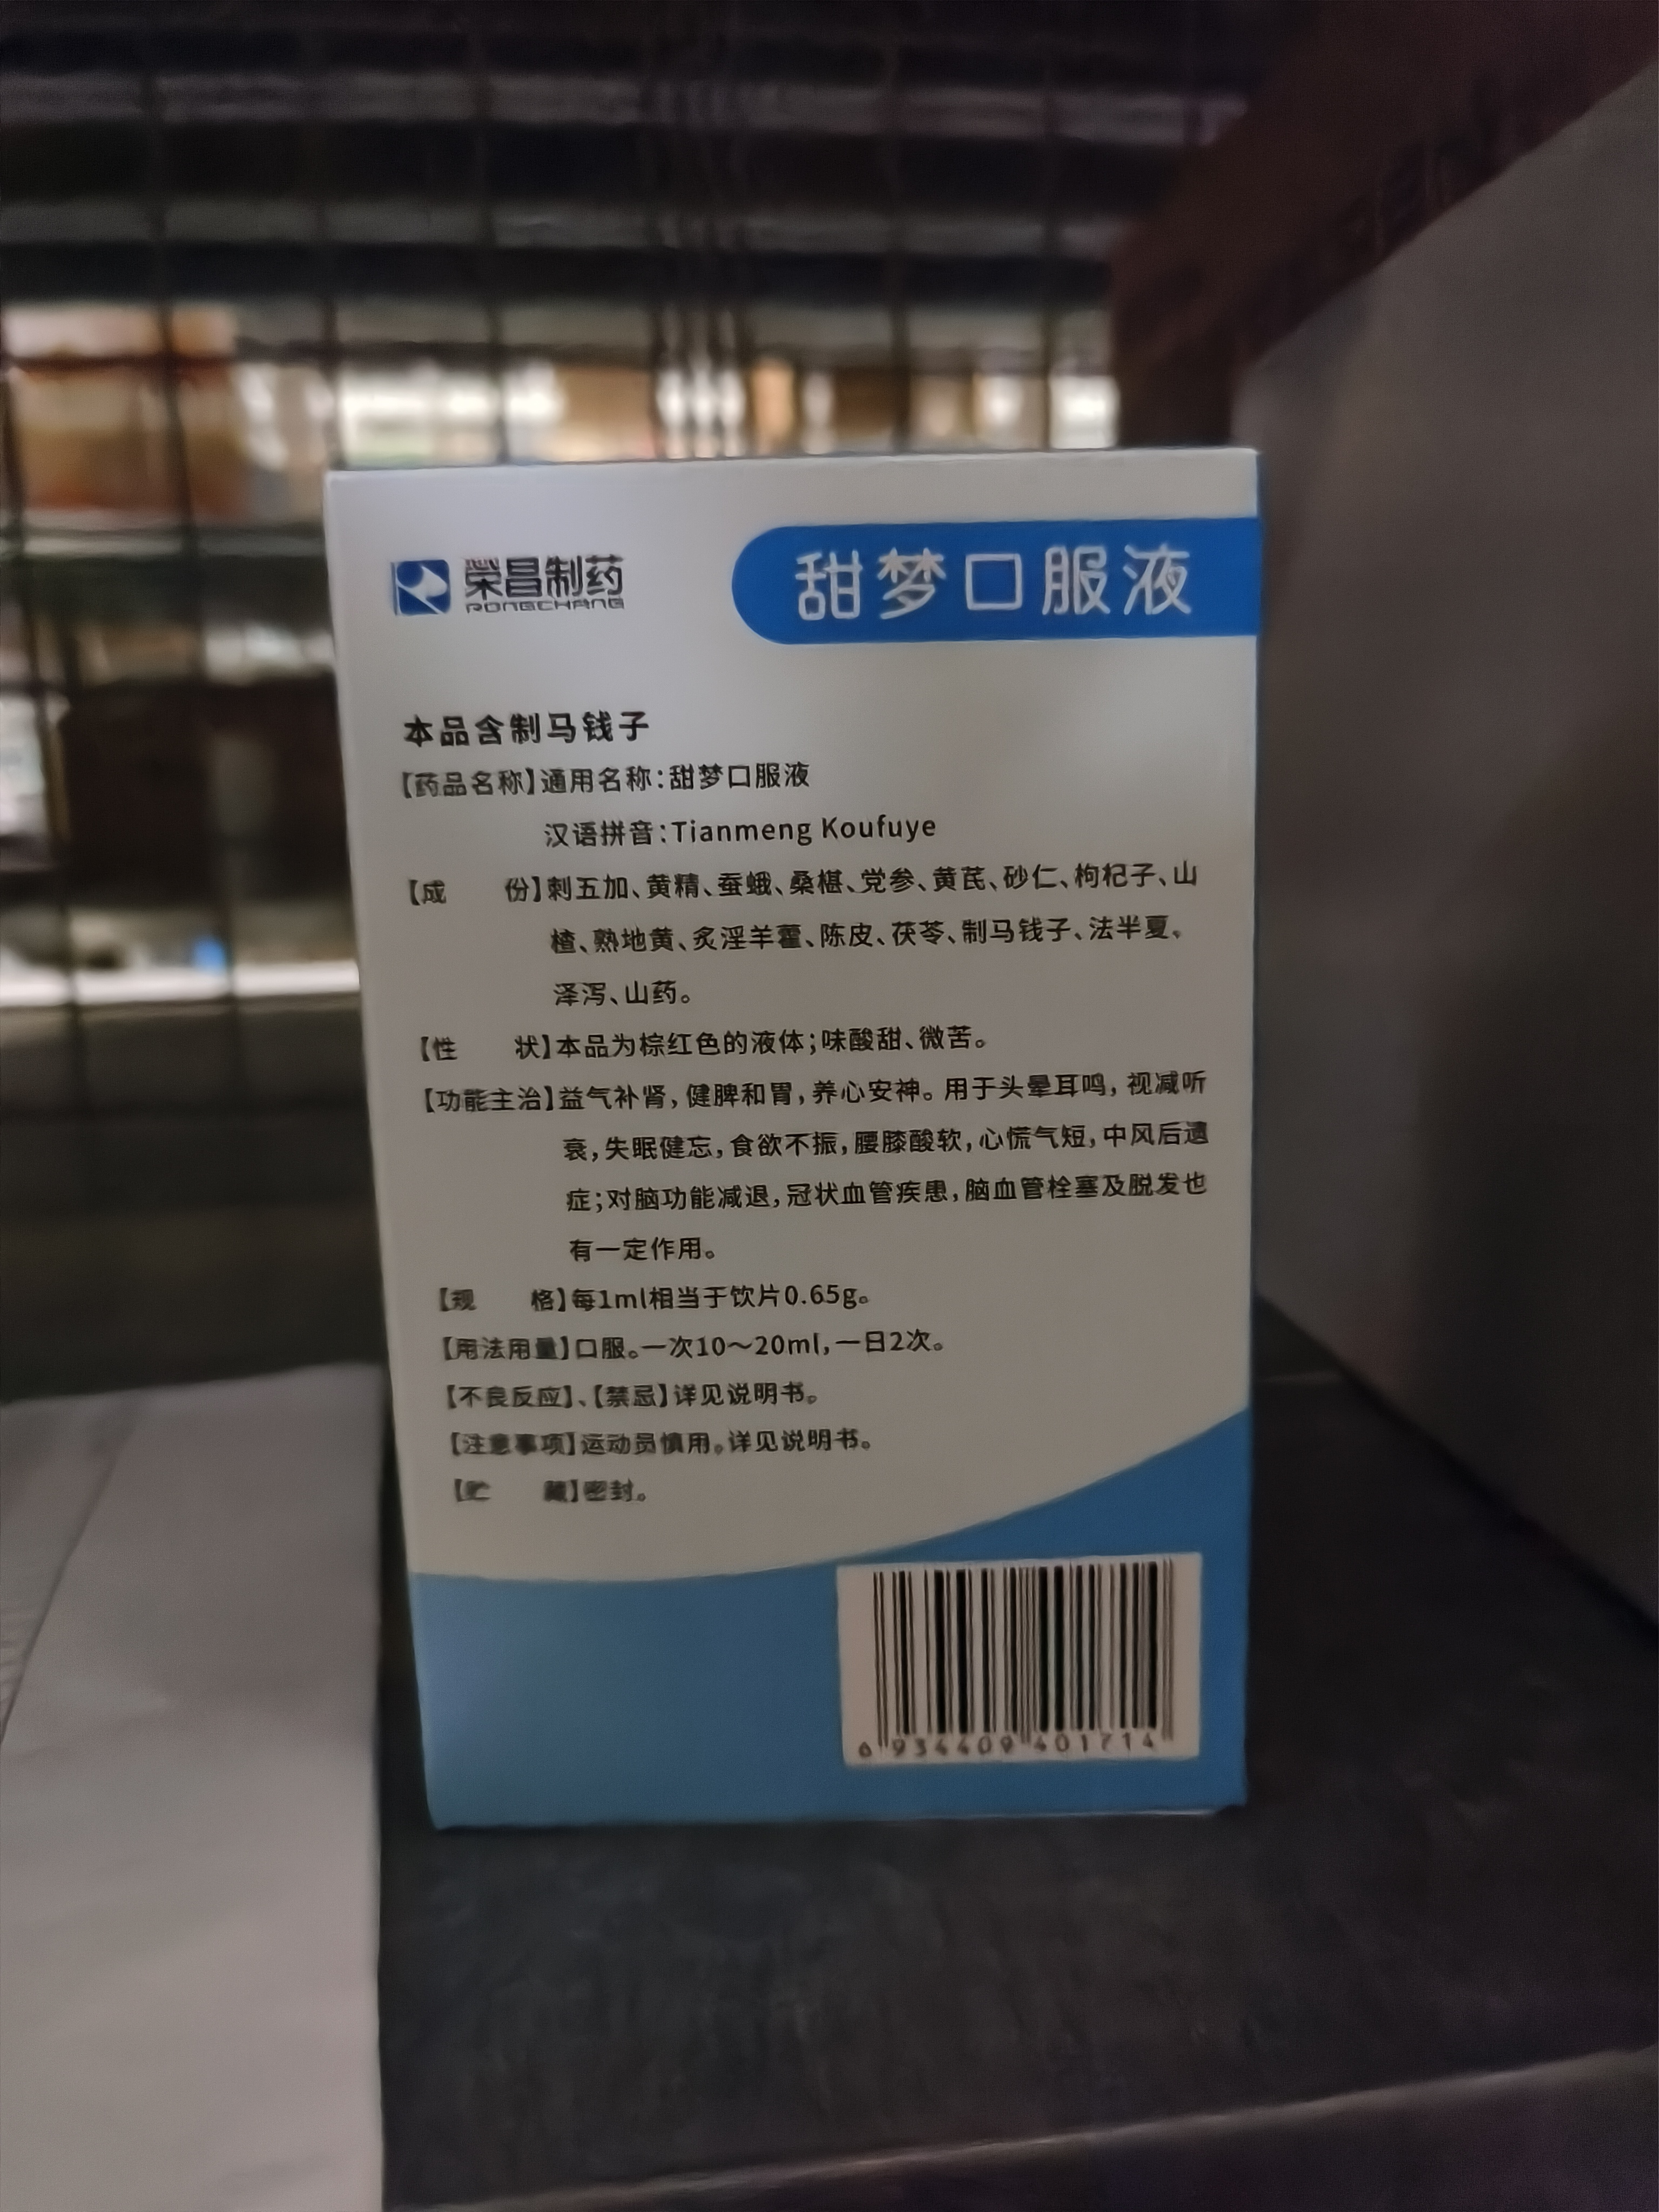 榮昌制药
RONGCHANG
甜梦口服液
本品含制马钱子
【药品名称】通用名称:甜梦口服液
汉语拼音:Tianmeng Koufuye
【成 份】刺五加、黄精、蚕蛾、桑椹、党参、黄芪、砂仁、枸杞子、山
楂、熟地黄、炙淫羊藿、陈皮、茯苓、制马钱子、法半夏、
泽泻、山药。
【性 状】本品为棕红色的液体;味酸甜、微苦。
【功能主治】益气补肾,健脾和胃,养心安神。用于头晕耳鸣,视减听
衰,失眠健忘,食欲不振,腰膝酸软,心慌气短,中风后遗
症;对脑功能减退,冠状血管疾患,脑血管栓塞及脱发也
有一定作用。
【规 格】每1ml相当于饮片0.65g。
【用法用量】口服。一次10～20ml,一日2次。
【不良反应】、【禁忌】详见说明书。
【注意事项】运动员慎用。详见说明书。
【贮 藏】密封。
6 934409 401714